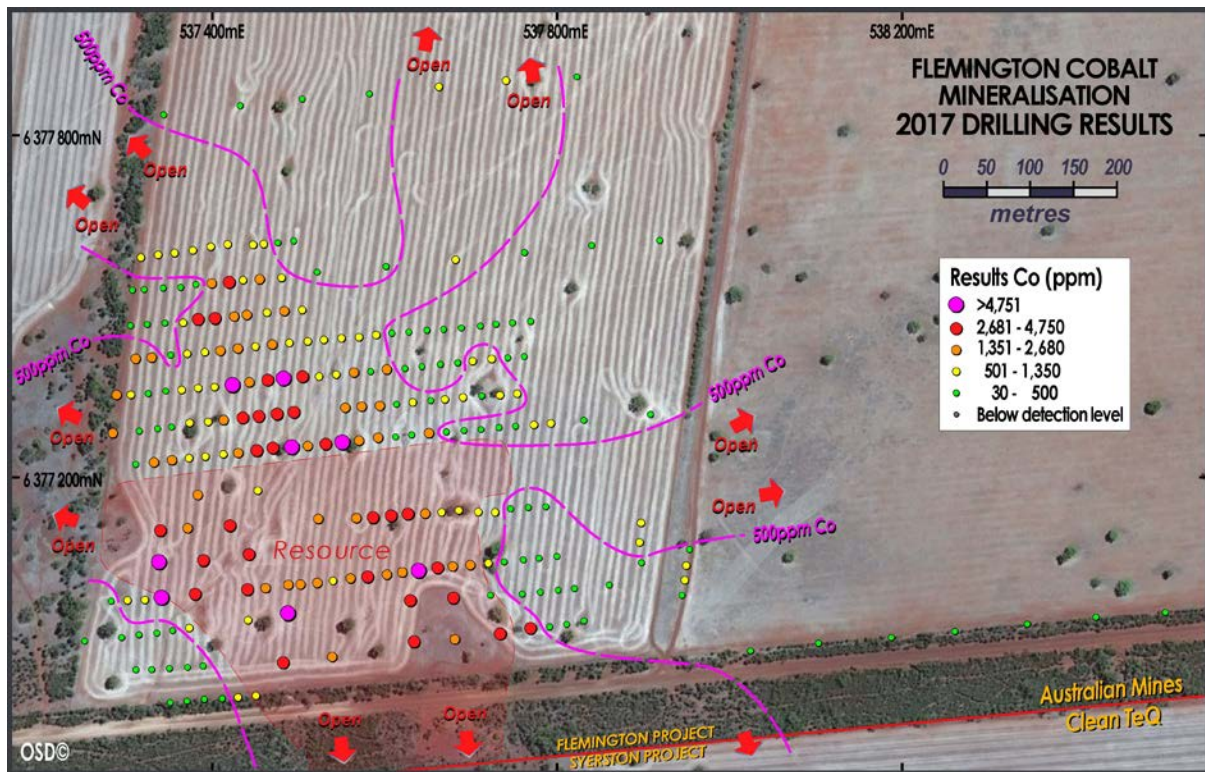 537 400mE
537 800mE
538 200mE
500ppm Co
Open
Open
FLEMINGTON COBALT
MINERALISATION
2017 DRILLING RESULTS
6 377 800mN
Open
Open
0 50 100 150 200
metres
Results Co (ppm)
>4,751
2,681 - 4,750
1,351 - 2,680
501 - 1,350
30 - 500
Below detection level
500ppm Co
500ppm Co
Open
Open
6 377 200mN
Open
Open
500ppm Co
Resource
Open
Open
Australian Mines
Clean TeQ
FLEMINGTON PROJECT
SYERSTON PROJECT
OSD©